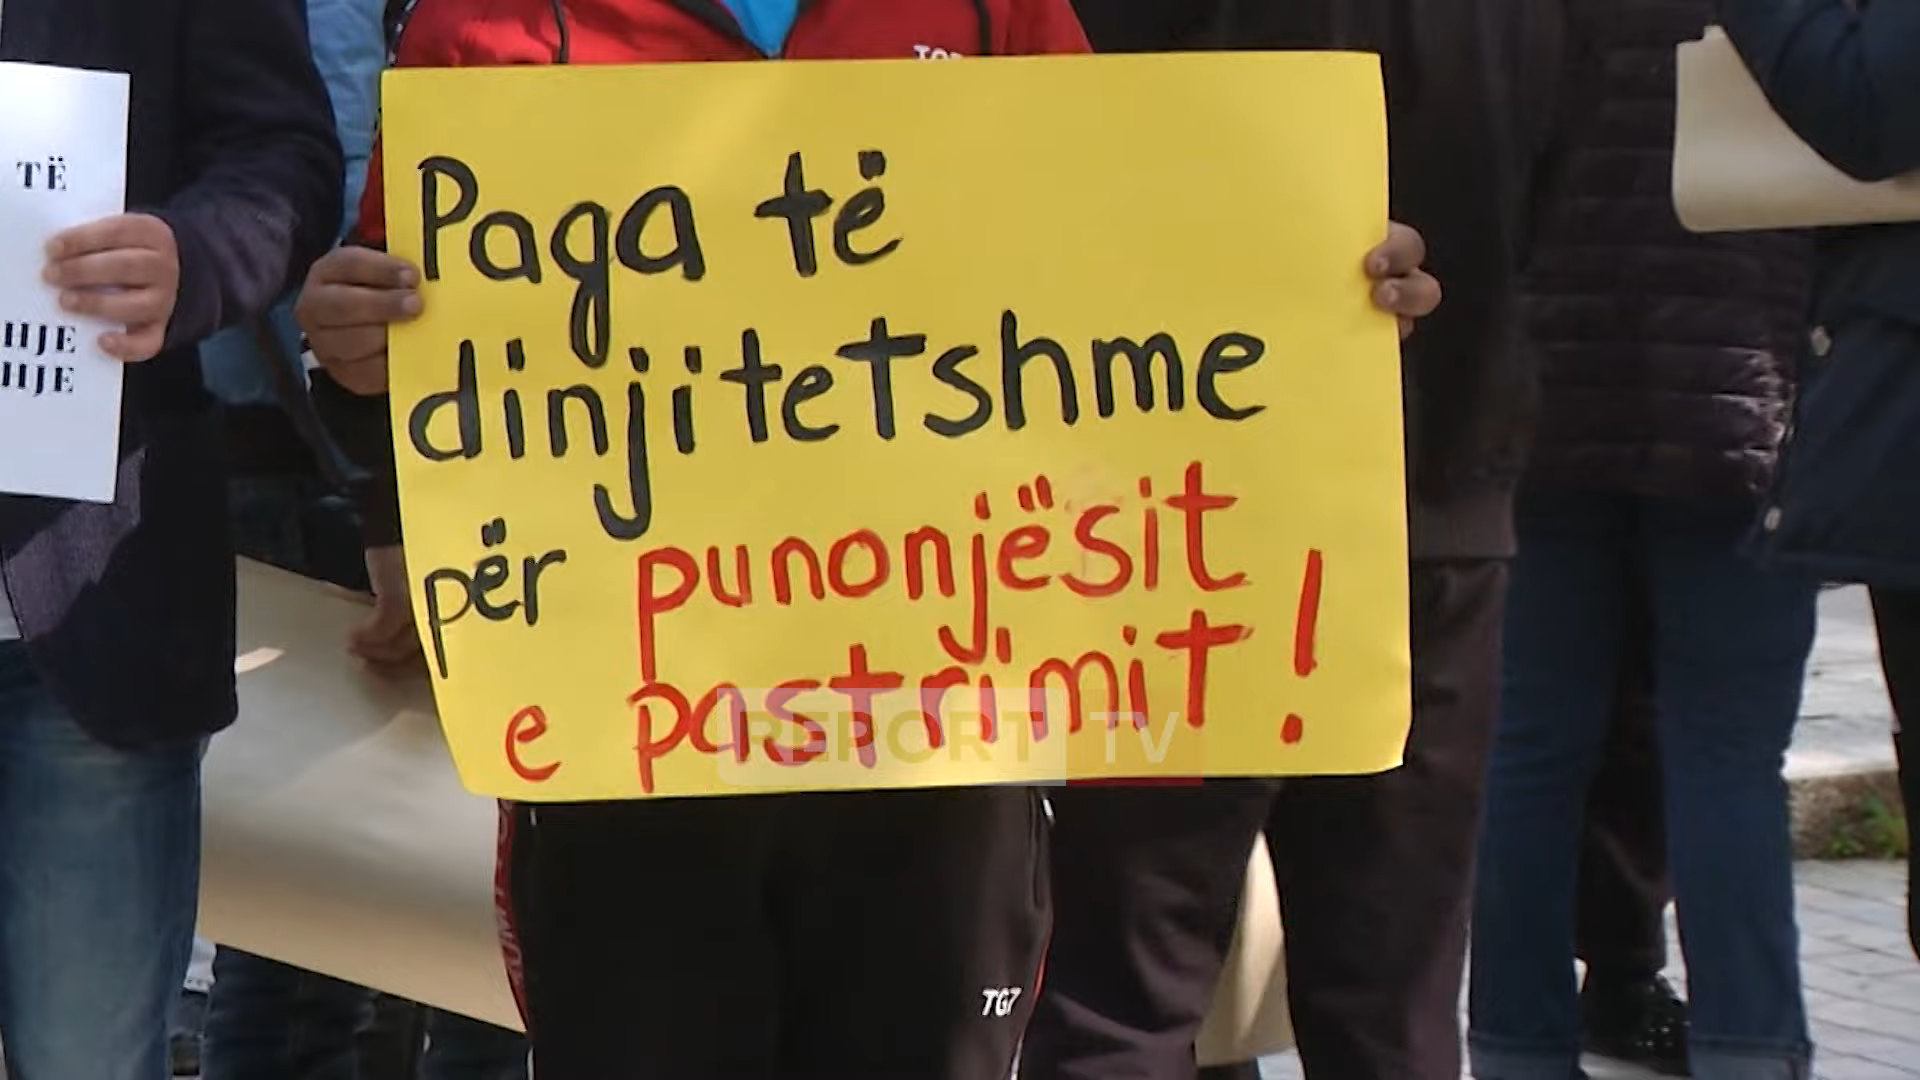 TË
HJE
HJE
Paga të
dinjitetshme
për punonjësit
e pastrimit!
REPORT TV
TG7